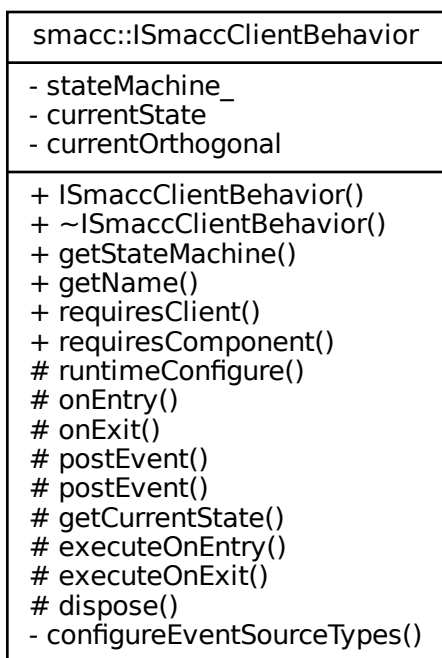 smacc::ISmaccClientBehavior
- stateMachine_
- currentState
- currentOrthogonal
+ ISmaccClientBehavior()
+ ~ISmaccClientBehavior()
+ getStateMachine()
+ getName()
+ requiresClient()
+ requiresComponent()
# runtimeConfigure()
# onEntry()
# onExit()
# postEvent()
# postEvent()
# getCurrentState()
# executeOnEntry()
# executeOnExit()
# dispose()
- configureEventSourceTypes()